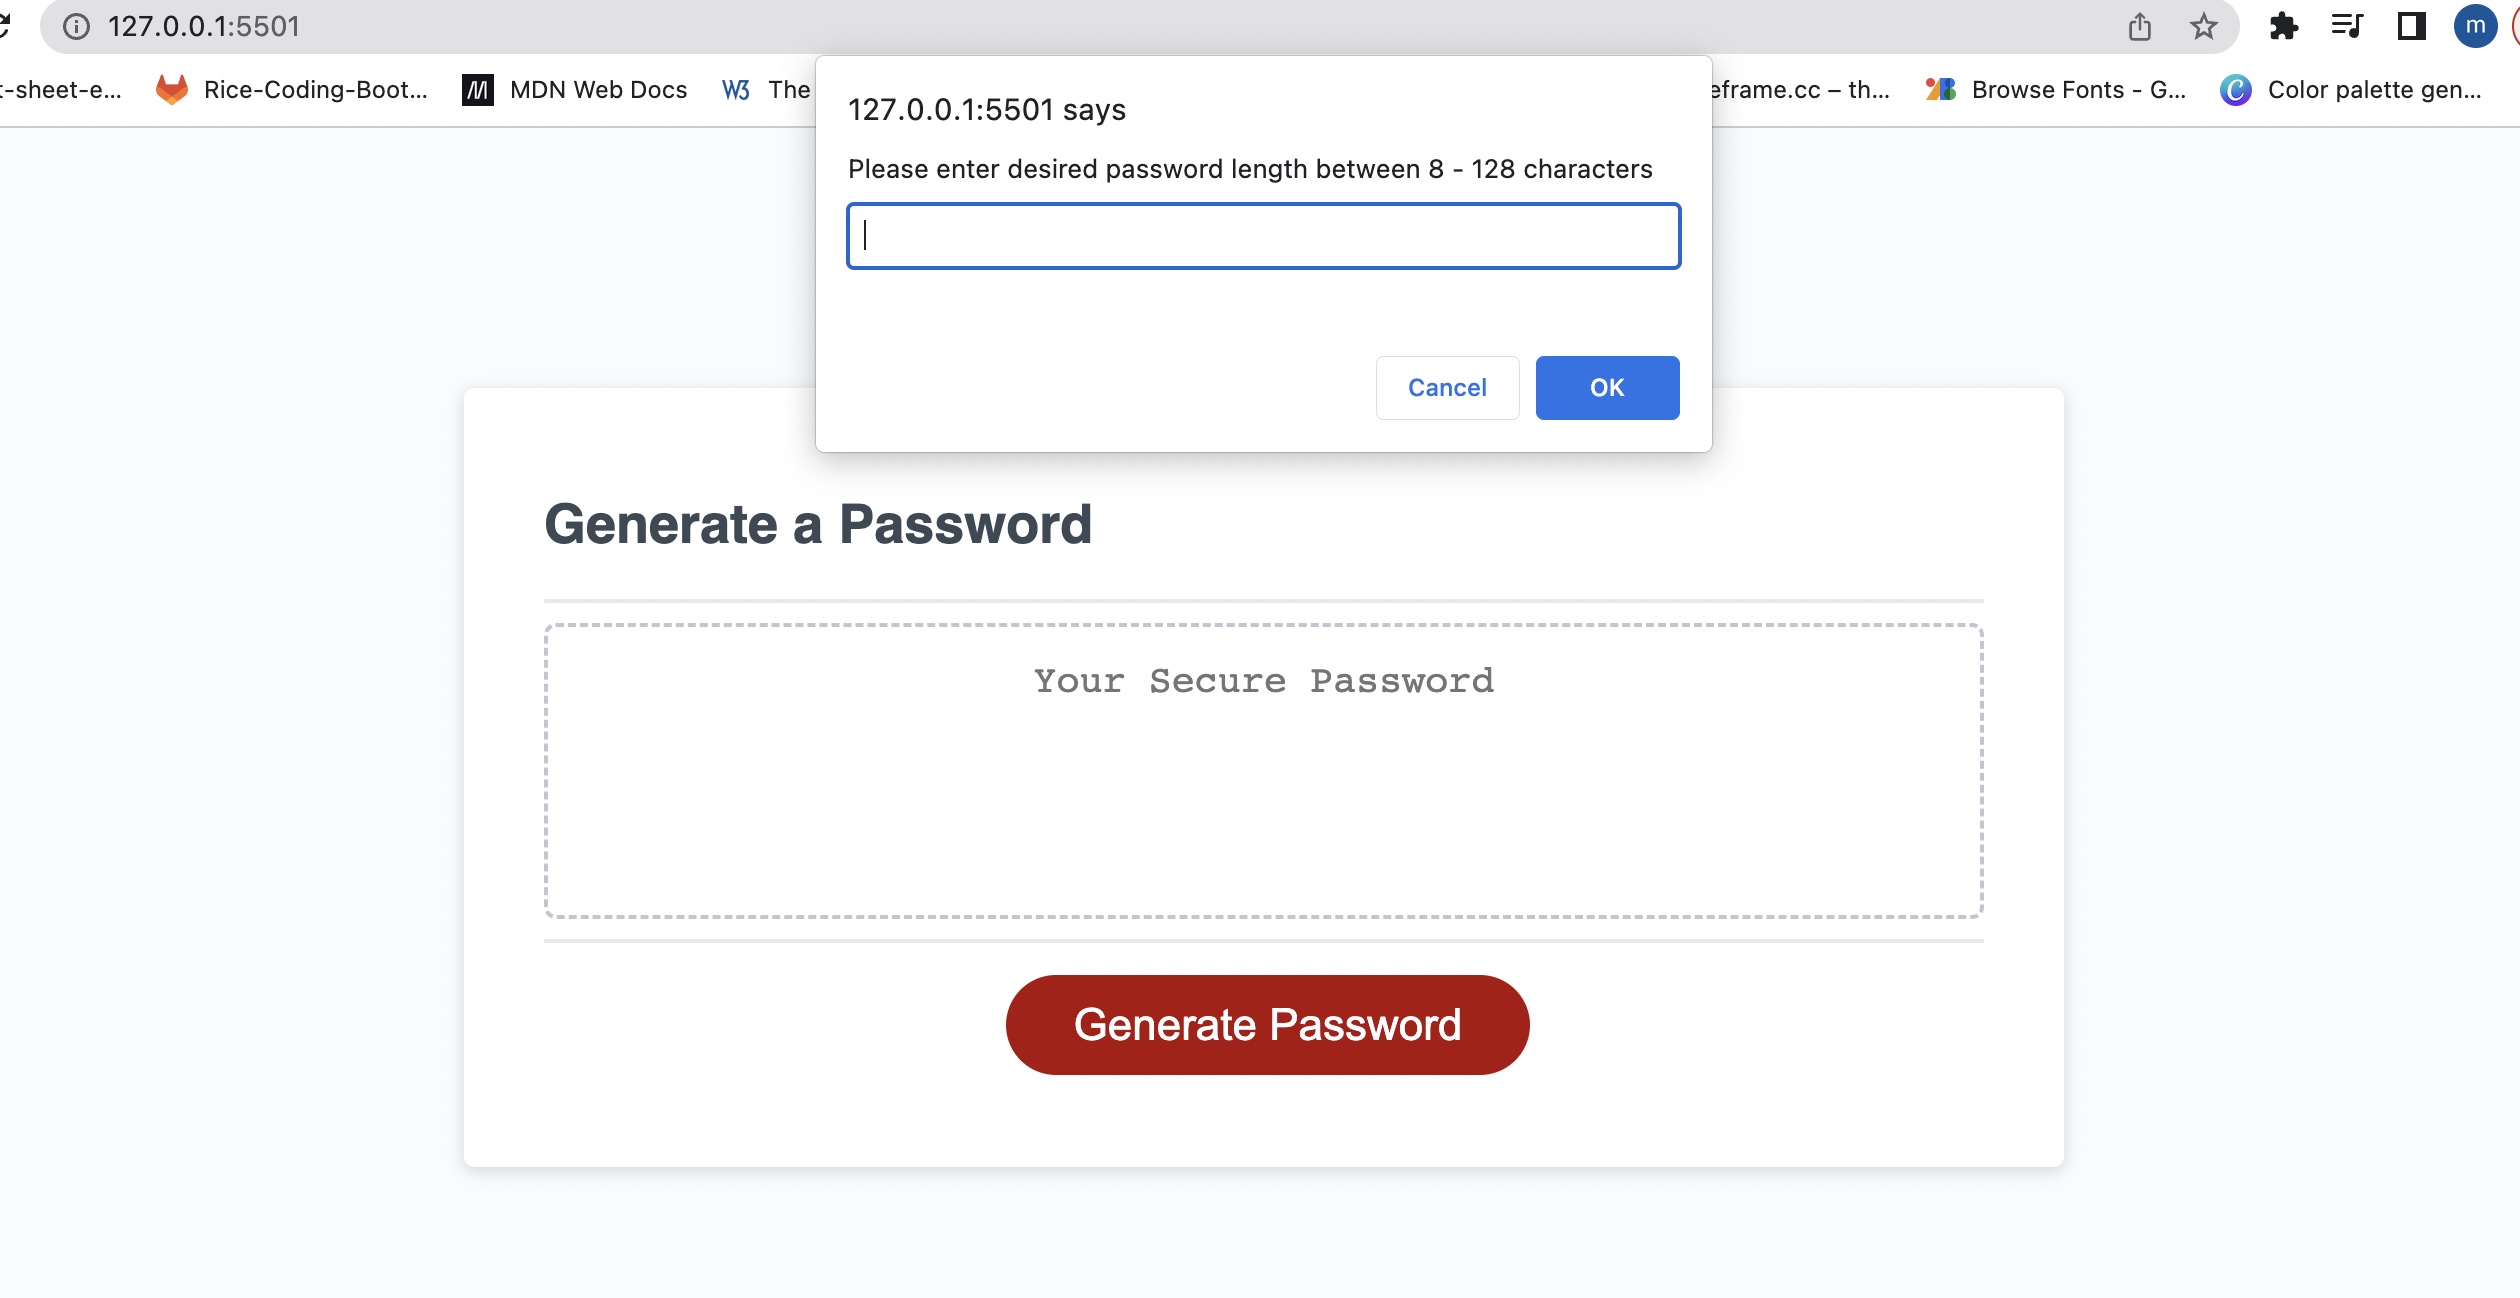 127.0.0.1:5501
m
t-sheet-e...
Rice-Coding-Boot...
MDN Web Docs
W3
The
eframe.cc – th...
Browse Fonts - G...
C
Color palette gen...
127.0.0.1:5501 says
Please enter desired password length between 8 - 128 characters
Cancel
OK
Generate a Password
Your Secure Password
Generate Password